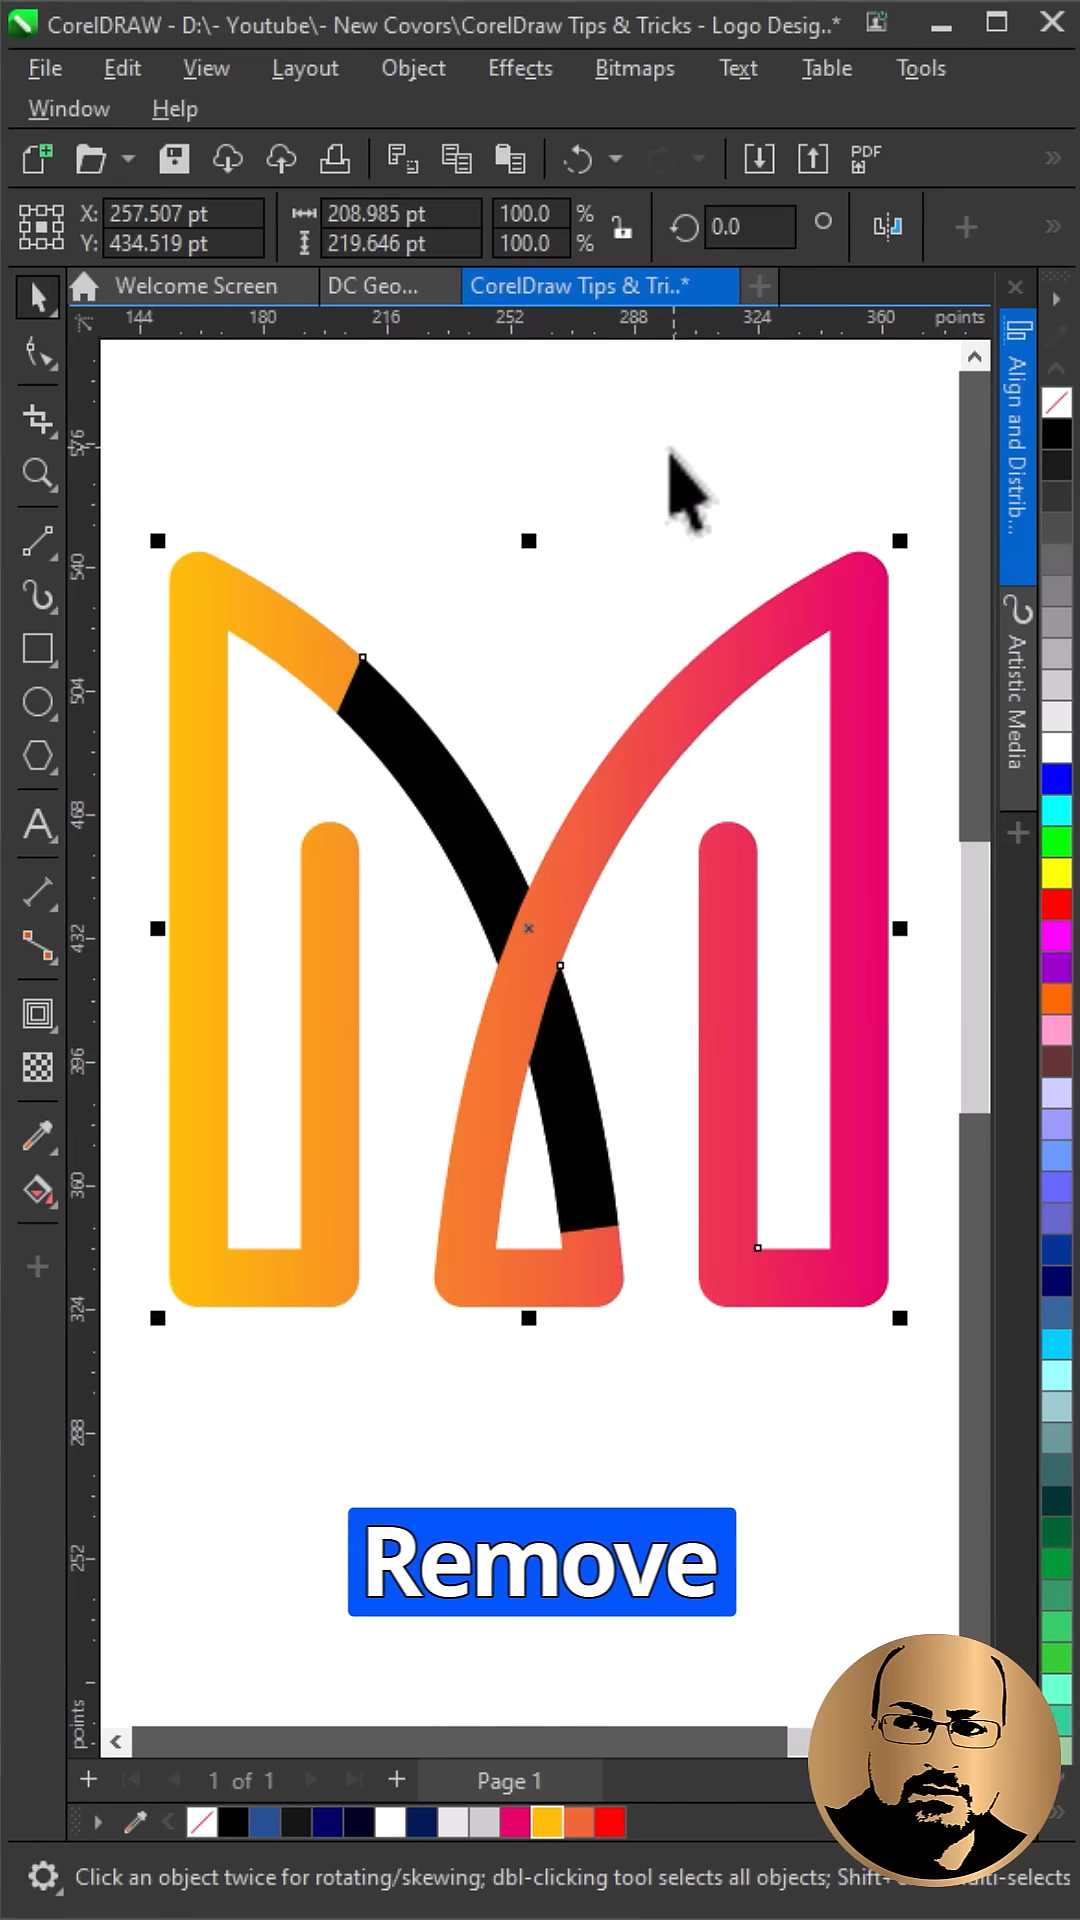 CorelDRAW - D:\- Youtube\- New Covors\CorelDraw Tips & Tricks - Logo Desig..*
File Edit View Layout Object Effects Bitmaps Text Table Tools
Window Help
PDF
X: 257.507 pt 208.985 pt 100.0 % 0.0
Y: 434.519 pt 219.646 pt 100.0 %
Welcome Screen DC Geo... CorelDraw Tips & Tri..*
144 180 216 252 288 324 360 points
576
540
504
468
432
396
360
324
288
252
points
Align and Distrib...
Artistic Media
Remove
1 of 1 Page 1
Click an object twice for rotating/skewing; dbl-clicking tool selects all objects; Shift+